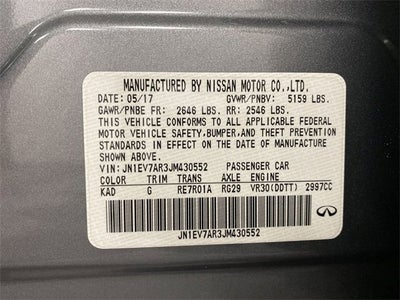 MANUFACTURED BY NISSAN MOTOR CO.,LTD.
DATE: 05/17 GVWR/PNBV: 5159 LBS.
GAWR/PNBE FR: 2646 LBS. RR: 2546 LBS.
THIS VEHICLE CONFORMS TO ALL APPLICABLE FEDERAL
MOTOR VEHICLE SAFETY,BUMPER,AND THEFT PREVENTION
STANDARDS IN EFFECT ON THE DATE OF MANUFACTURE
SHOWN ABOVE.
VIN: JN1EV7AR3JM430552 PASSENGER CAR
COLOR TRIM TRANS AXLE ENGINE
KAD G RE7R01A RG29 VR30(DDTT) 2997CC
INFINITI
JN1EV7AR3JM430552